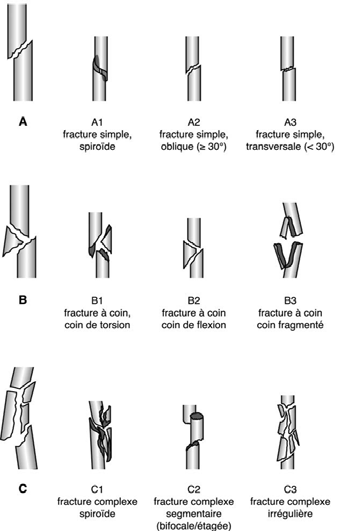 A
A1
fracture simple,
spiroïde
A2
fracture simple,
oblique (≥ 30°)
A3
fracture simple,
transversale (< 30°)
B
B1
fracture à coin,
coin de torsion
B2
fracture à coin
coin de flexion
B3
fracture à coin
coin fragmenté
C
C1
fracture complexe
spiroïde
C2
fracture complexe
segmentaire
(bifocale/étagée)
C3
fracture complexe
irrégulière